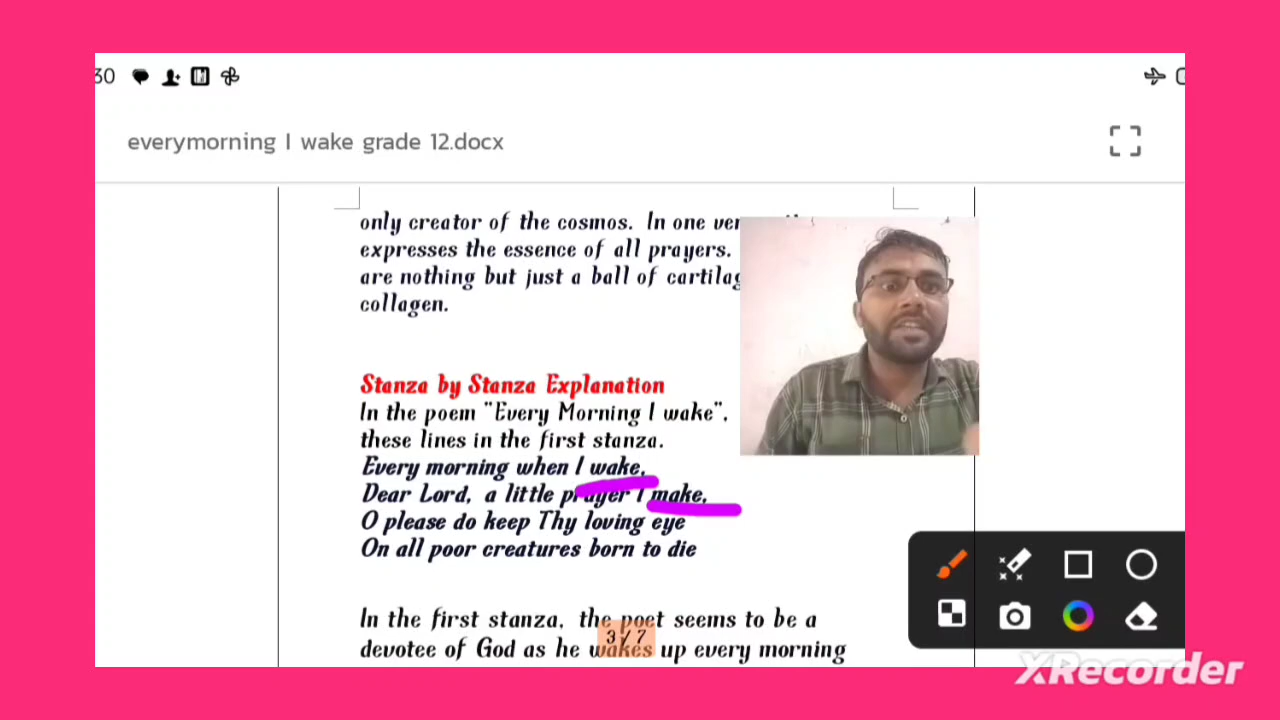 30
everymorning I wake grade 12.docx
only creator of the cosmos. In one
expresses the essence of all prayers.
are nothing but just a ball of
collagen.
Stanza by Stanza Explanation
In the poem "Every Morning I wake",
these lines in the first stanza.
Every morning when I wake,
Dear Lord, a little prayer I make,
O please do keep Thy loving eye
On all poor creatures born to die
In the first stanza, the poet seems to be a
3 / 7
devotee of God as he wakes up every morning
XRecorder